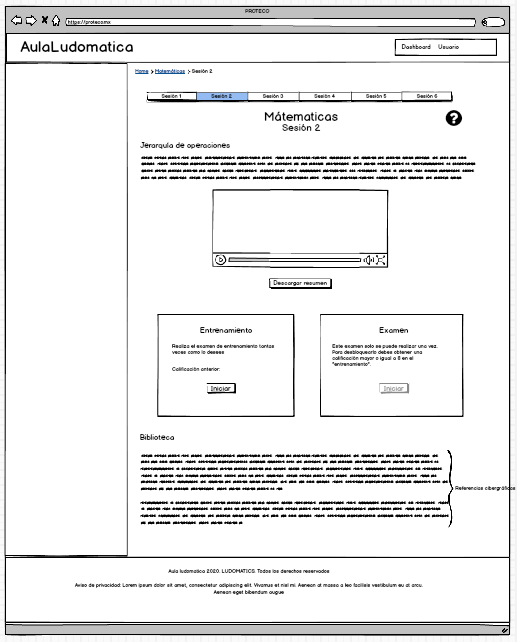 PROTECO
https://proteco.mx
AulaLudomatica
Dashboard Usuario
Home > Matemáticas > Sesión 2
Sesión 1 Sesión 2 Sesión 3 Sesión 4 Sesión 5 Sesión 6
Mátematicas
?
Sesión 2
Jerarquía de operaciones
Descargar resumen
Entrenamiento
Realiza el examen de entrenamiento tantas
veces como lo desees
Calificación anterior:
Iniciar
Examen
Este examen solo se puede realizar una vez.
Para desbloquearlo debes obtener una
calificación mayor o igual a 8 en el
"entrenamiento".
Iniciar
Biblioteca
Referencias cibergráficas
Aula ludomatica 2020. LUDOMATICS. Todos los derechos reservados
Aviso de privacidad: Lorem ipsum dolor sit amet, consectetur adipiscing elit. Vivamus et nisl mi. Aenean at massa a leo facilisis vestibulum eu at arcu.
Aenean eget bibendum augue